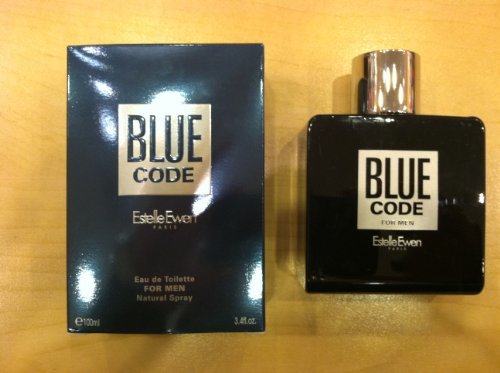 BLUE
CODE
Estelle Ewen
PARIS
Eau de Toilette
FOR MEN
Natural Spray
℮100ml
3.4fl.oz.
BLUE
CODE
FOR MEN
Estelle Ewen